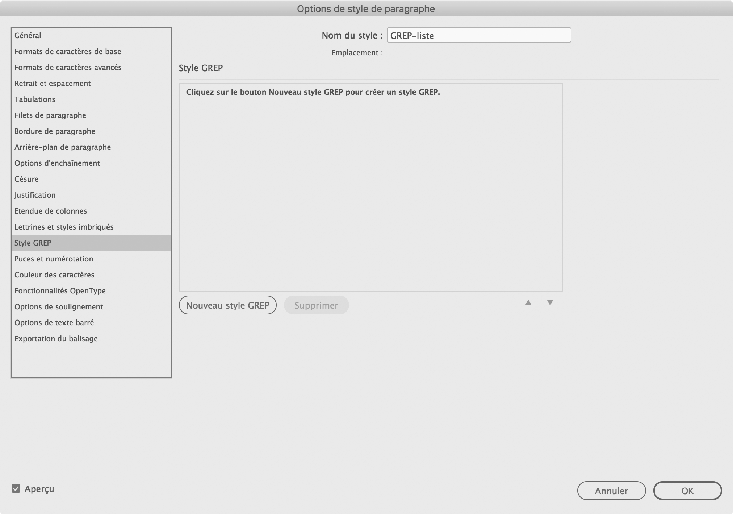 Options de style de paragraphe
Général
Formats de caractères de base
Formats de caractères avancés
Retrait et espacement
Tabulations
Filets de paragraphe
Bordure de paragraphe
Arrière-plan de paragraphe
Options d'enchaînement
Césure
Justification
Etendue de colonnes
Lettrines et styles imbriqués
Style GREP
Puces et numérotation
Couleur des caractères
Fonctionnalités OpenType
Options de soulignement
Options de texte barré
Exportation du balisage
Nom du style : GREP-liste
Emplacement :
Style GREP
Cliquez sur le bouton Nouveau style GREP pour créer un style GREP.
Nouveau style GREP Supprimer
Aperçu
Annuler OK